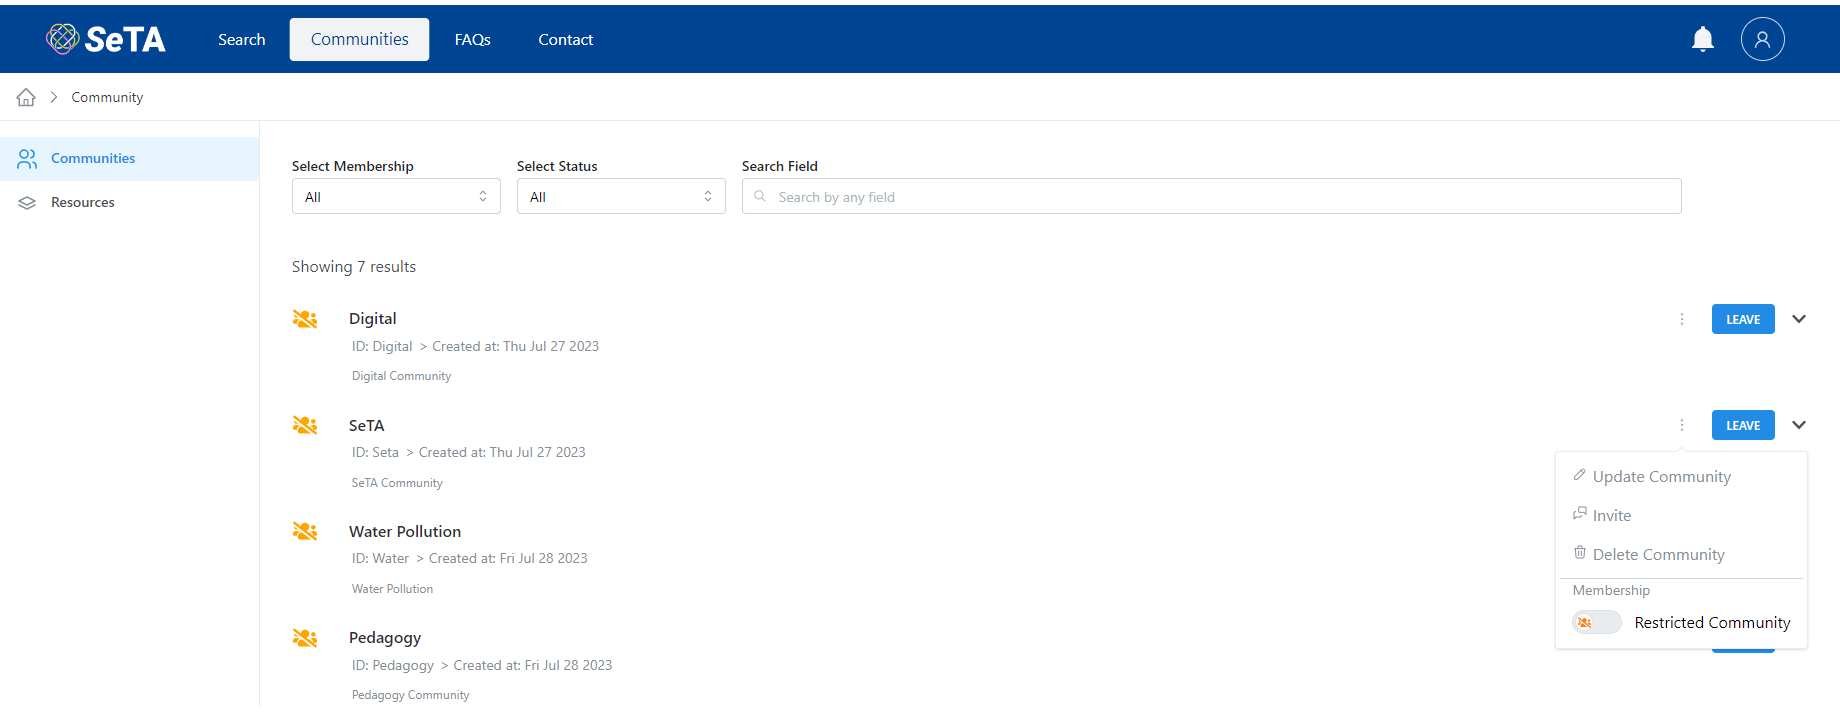 SeTA Search Communities FAQs Contact
Community
Communities
Resources
Select Membership Select Status Search Field
All All Search by any field
Showing 7 results
Digital LEAVE
ID: Digital > Created at: Thu Jul 27 2023
Digital Community
SeTA LEAVE
ID: Seta > Created at: Thu Jul 27 2023
SeTA Community
Update Community
Invite
Delete Community
Membership
Restricted Community
Water Pollution
ID: Water > Created at: Fri Jul 28 2023
Water Pollution
Pedagogy
ID: Pedagogy > Created at: Fri Jul 28 2023
Pedagogy Community